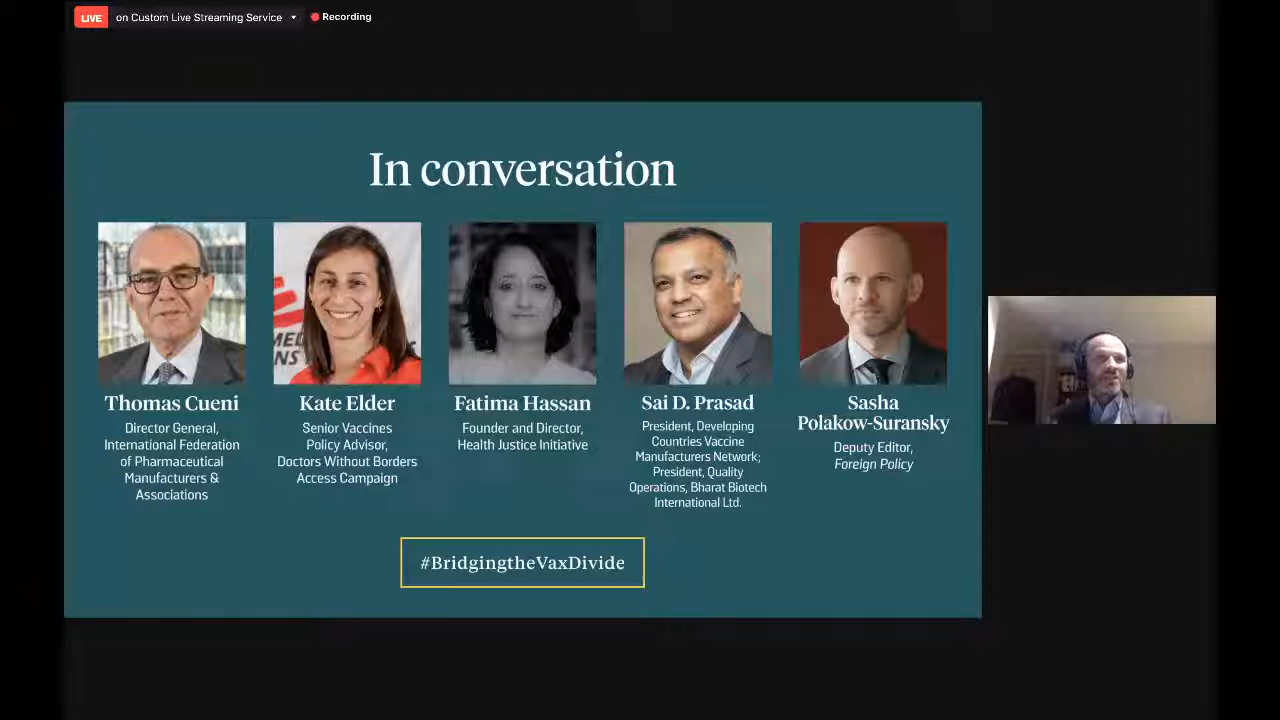 LIVE
on Custom Live Streaming Service
Recording
In conversation
MED
NS
Thomas Cueni
Director General,
International Federation
of Pharmaceutical
Manufacturers &
Associations
Kate Elder
Senior Vaccines
Policy Advisor,
Doctors Without Borders
Access Campaign
Fatima Hassan
Founder and Director,
Health Justice Initiative
Sai D. Prasad
President, Developing
Countries Vaccine
Manufacturers Network;
President, Quality
Operations, Bharat Biotech
International Ltd.
Sasha
Polakow-Suransky
Deputy Editor,
Foreign Policy
#BridgingtheVaxDivide